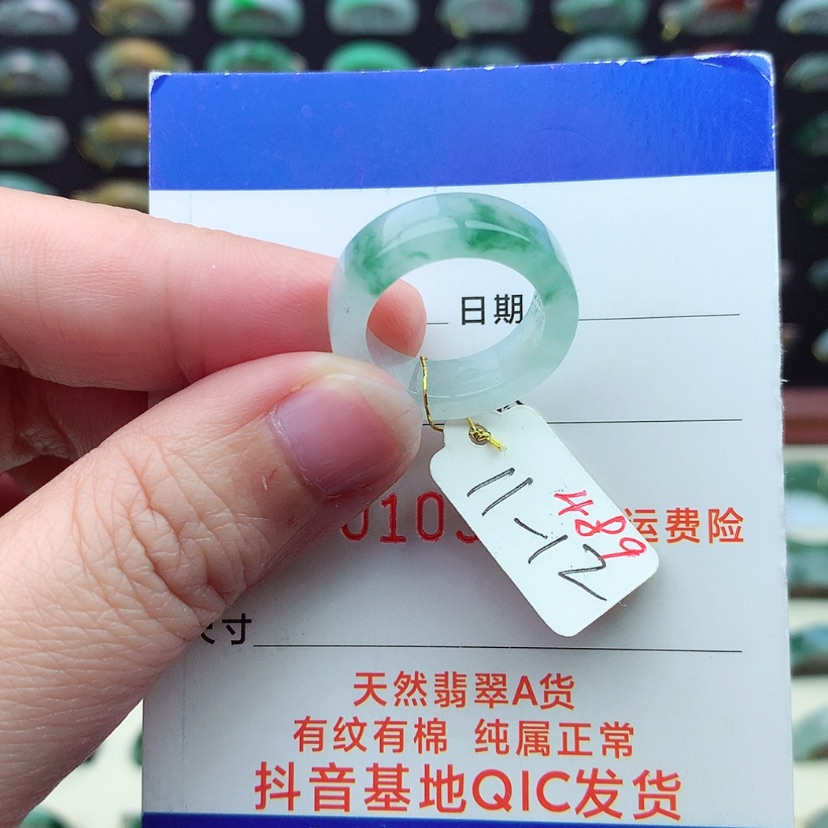 日期
11-12
489
0105
运费险
寸
天然翡翠A货
有纹有棉 纯属正常
抖音基地QIC发货